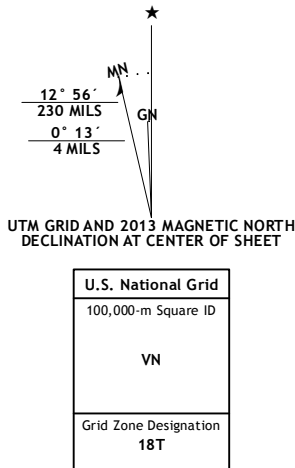 ★
MN
GN
12° 56´
230 MILS
0° 13´
4 MILS
UTM GRID AND 2013 MAGNETIC NORTH
DECLINATION AT CENTER OF SHEET
U.S. National Grid
100,000-m Square ID
VN
Grid Zone Designation
18T